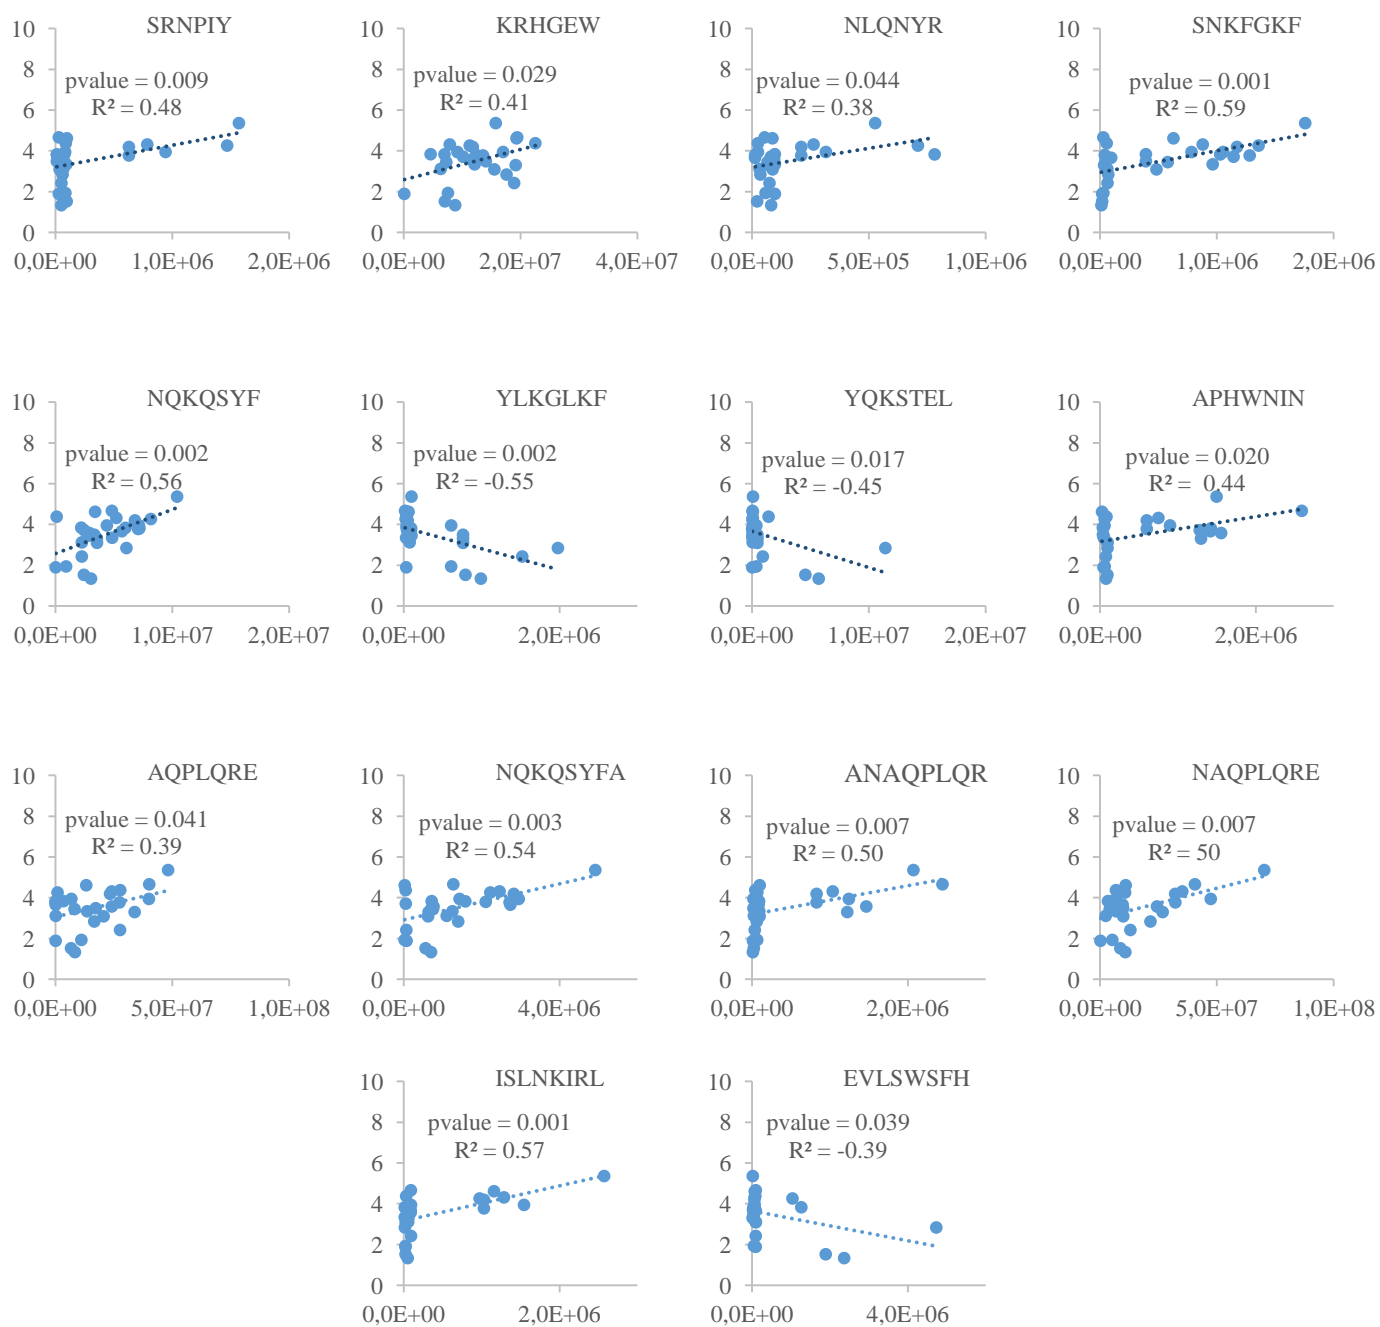 SRNPIY
pvalue = 0.009
R² = 0.48
10
8
6
4
2
0
0,0E+00 1,0E+06 2,0E+06
KRHGEW
pvalue = 0.029
R² = 0.41
10
8
6
4
2
0
0,0E+00 2,0E+07 4,0E+07
NLQNYR
pvalue = 0.044
R² = 0.38
10
8
6
4
2
0
0,0E+00 5,0E+05 1,0E+06
SNKFGKF
pvalue = 0.001
R² = 0.59
10
8
6
4
2
0
0,0E+00 1,0E+06 2,0E+06
NQKQSYF
pvalue = 0.002
R² = 0,56
10
8
6
4
2
0
0,0E+00 1,0E+07 2,0E+07
YLKGLKF
pvalue = 0.002
R² = -0.55
10
8
6
4
2
0
0,0E+00 2,0E+06
YQKSTEL
pvalue = 0.017
R² = -0.45
10
8
6
4
2
0
0,0E+00 1,0E+07 2,0E+07
APHWNIN
pvalue = 0.020
R² = 0,44
10
8
6
4
2
0
0,0E+00 2,0E+06
AQPLQRE
pvalue = 0.041
R² = 0.39
10
8
6
4
2
0
0,0E+00 5,0E+07 1,0E+08
NQKQSYFA
pvalue = 0.003
R² = 0.54
10
8
6
4
2
0
0,0E+00 4,0E+06
ANAQPLQR
pvalue = 0.007
R² = 0.50
10
8
6
4
2
0
0,0E+00 2,0E+06
NAQPLQRE
pvalue = 0.007
R² = 50
10
8
6
4
2
0
0,0E+00 5,0E+07 1,0E+08
ISLNKIRL
pvalue = 0.001
R² = 0.57
10
8
6
4
2
0
0,0E+00 2,0E+06
EVLSWSFH
pvalue = 0.039
R² = -0.39
10
8
6
4
2
0
0,0E+00 4,0E+06